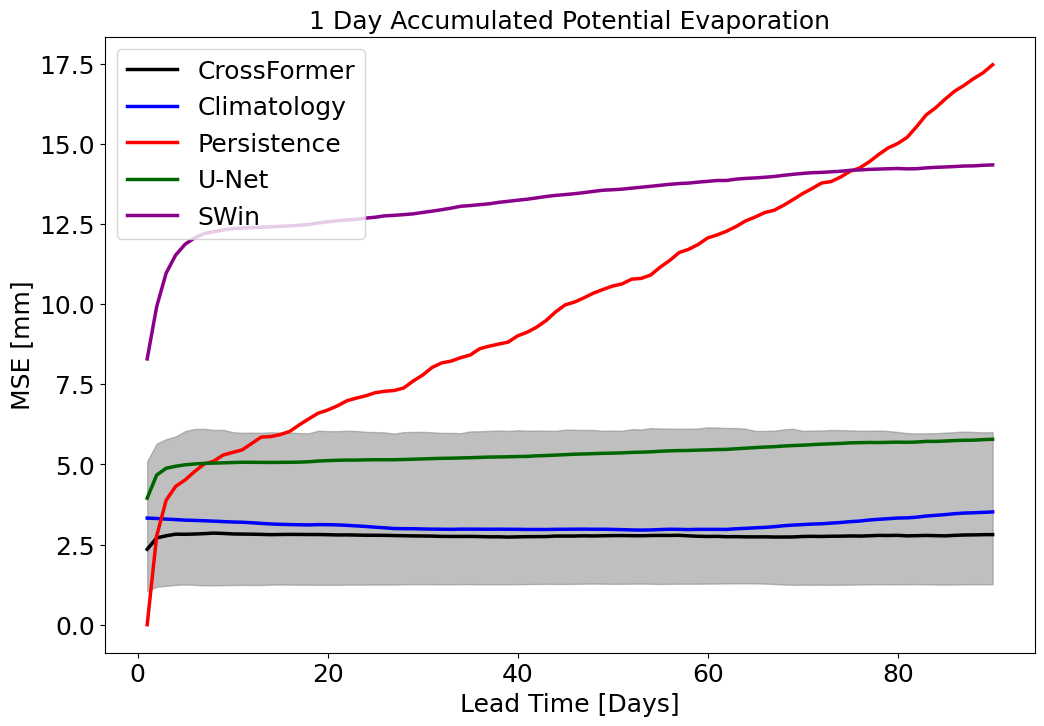 1 Day Accumulated Potential Evaporation
CrossFormer
Climatology
Persistence
U-Net
SWin
17.5
15.0
12.5
10.0
7.5
5.0
2.5
0.0
MSE [mm]
0 20 40 60 80
Lead Time [Days]